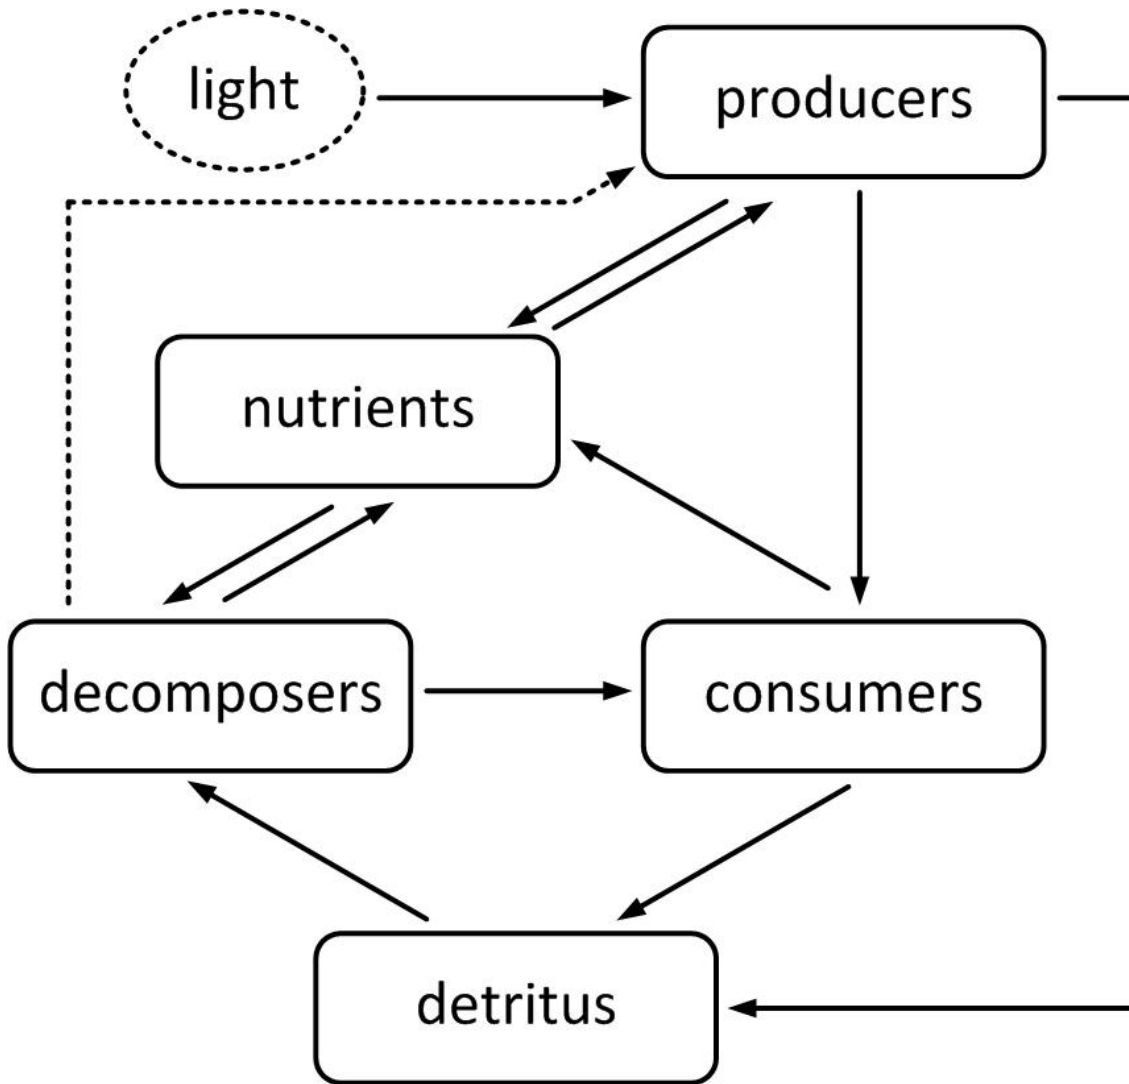 light
producers
nutrients
decomposers
consumers
detritus